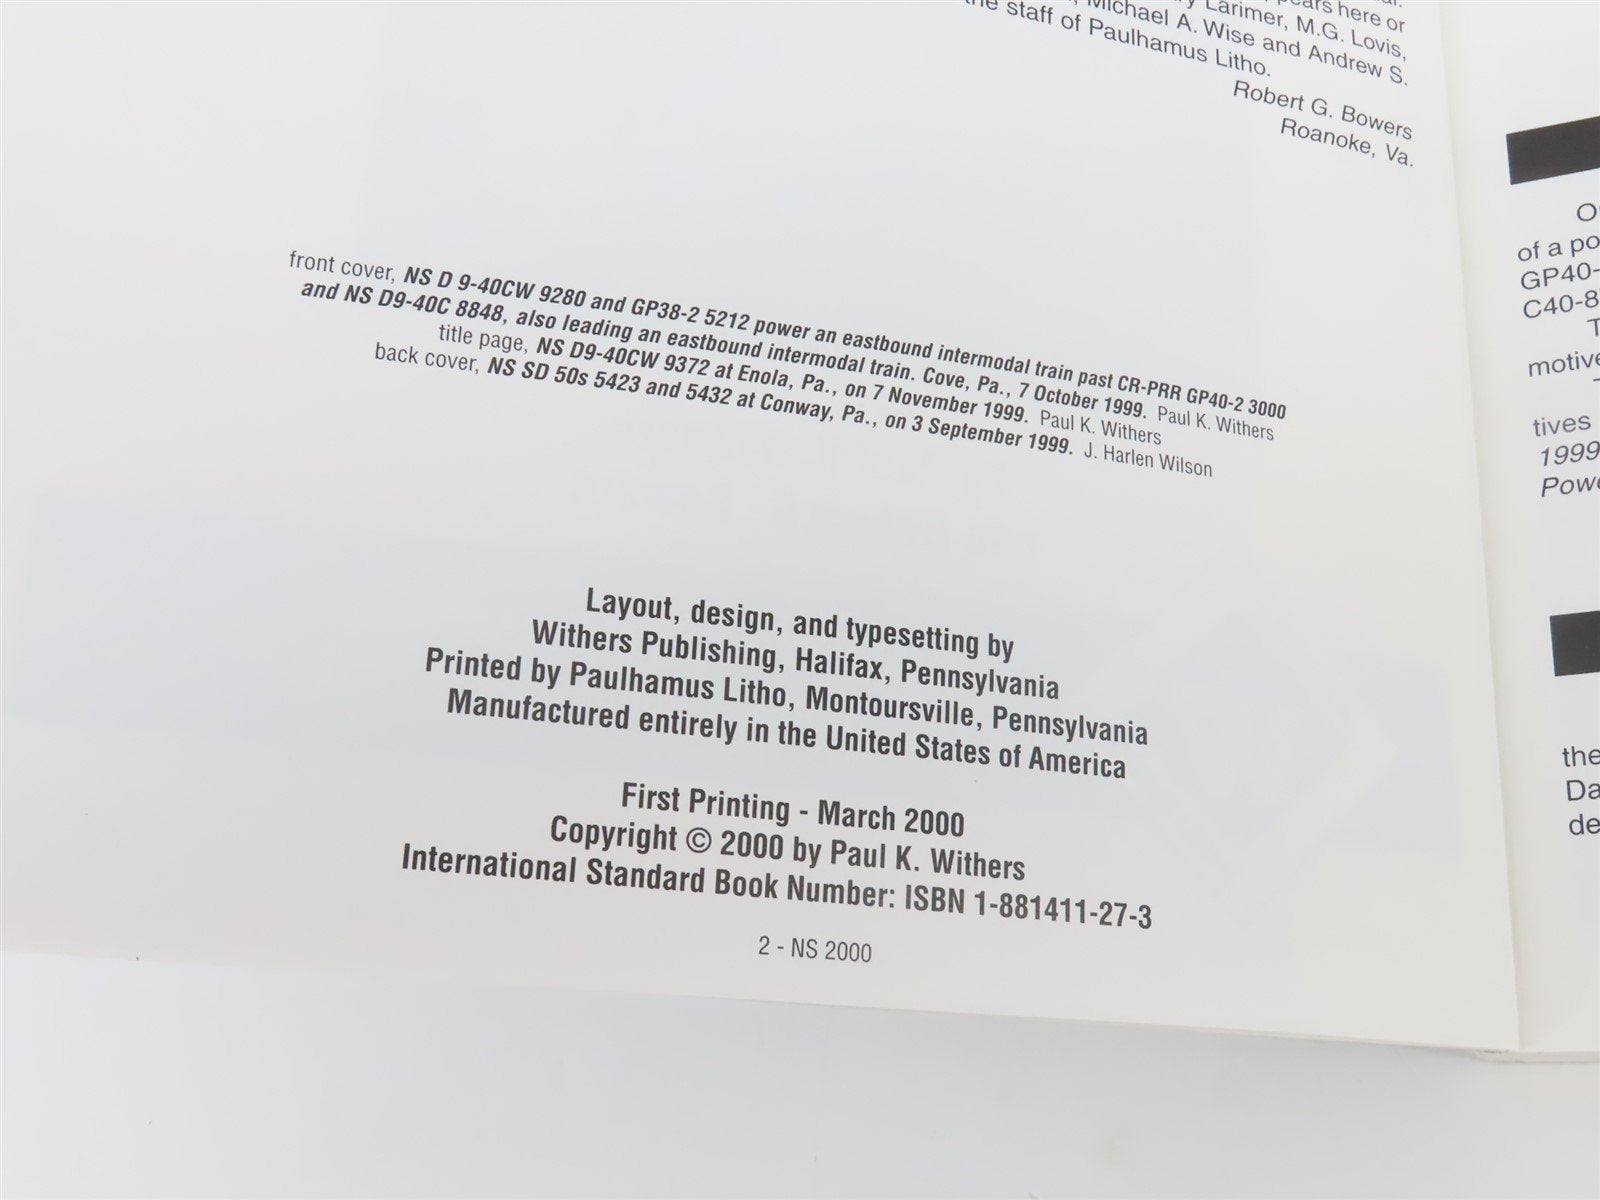 ears here or
Larimer, M.G. Lovis,
Michael A. Wise and Andrew S.
the staff of Paulhamus Litho.
Robert G. Bowers
Roanoke, Va.
front cover, NS D 9-40CW 9280 and GP38-2 5212 power an eastbound intermodal train past CR-PRR GP40-2 3000
and NS D9-40C 8848, also leading an eastbound intermodal train. Cove, Pa., 7 October 1999. Paul K. Withers
title page, NS D9-40CW 9372 at Enola, Pa., on 7 November 1999. Paul K. Withers
back cover, NS SD 50s 5423 and 5432 at Conway, Pa., on 3 September 1999. J. Harlen Wilson
Layout, design, and typesetting by
Withers Publishing, Halifax, Pennsylvania
Printed by Paulhamus Litho, Montoursville, Pennsylvania
Manufactured entirely in the United States of America
First Printing - March 2000
Copyright © 2000 by Paul K. Withers
International Standard Book Number: ISBN 1-881411-27-3
2 - NS 2000
of a po
GP40-
C40-8
T
motive
tives
1999
Powe
the
Da
de